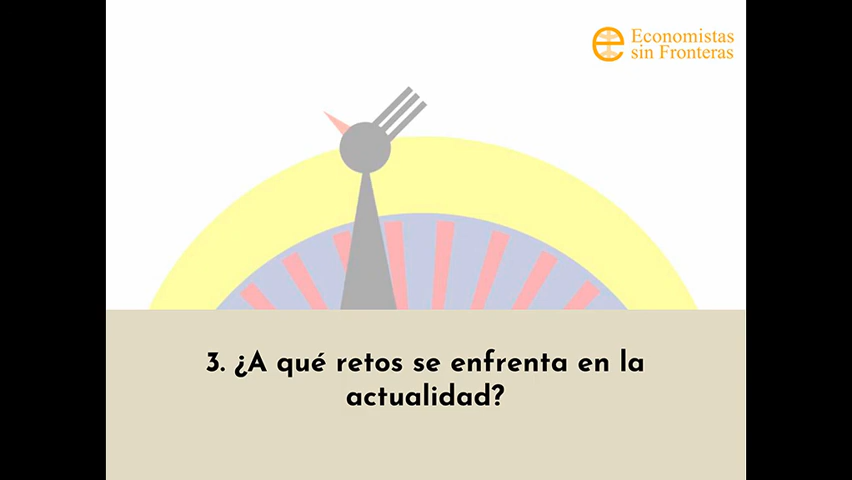 Economistas
sin Fronteras
3. ¿A qué retos se enfrenta en la
actualidad?